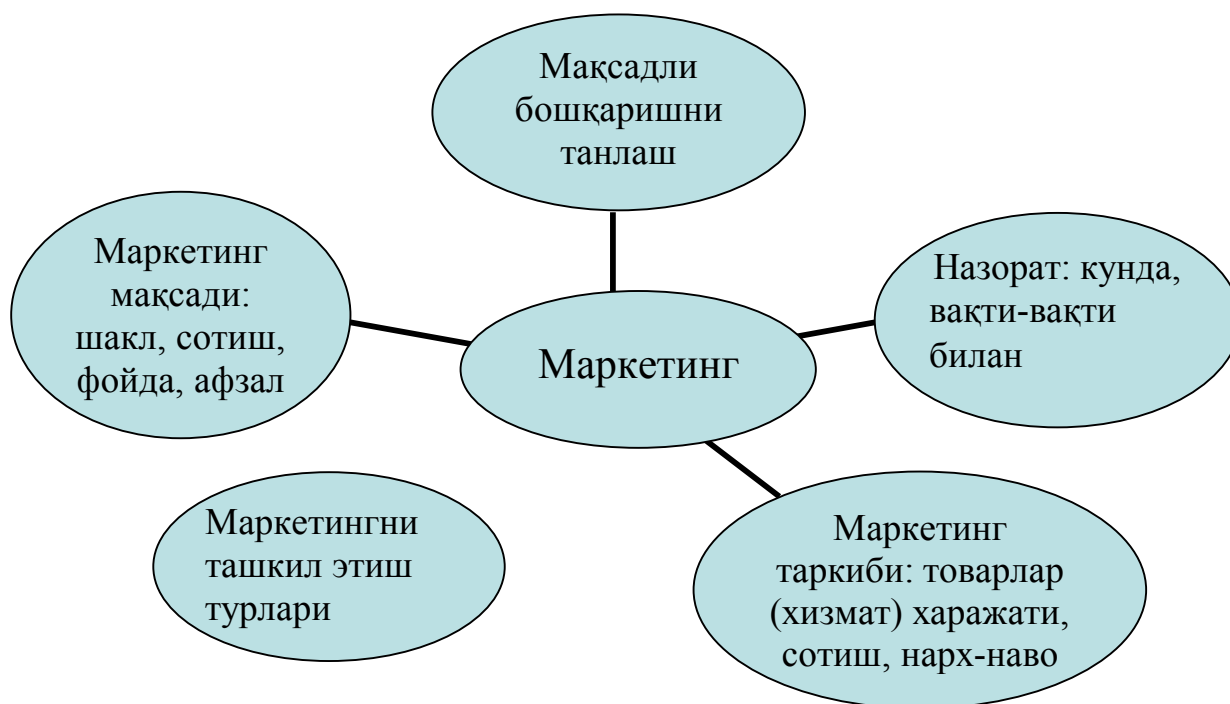 Мақсадли
бошқаришни
танлаш
Маркетинг
мақсади:
шакл, сотиш,
фойда, афзал
Назорат: кунда,
вақти-вақти
билан
Маркетинг
Маркетингни
ташкил этиш
турлари
Маркетинг
таркиби: товарлар
(хизмат) харажати,
сотиш, нарх-наво